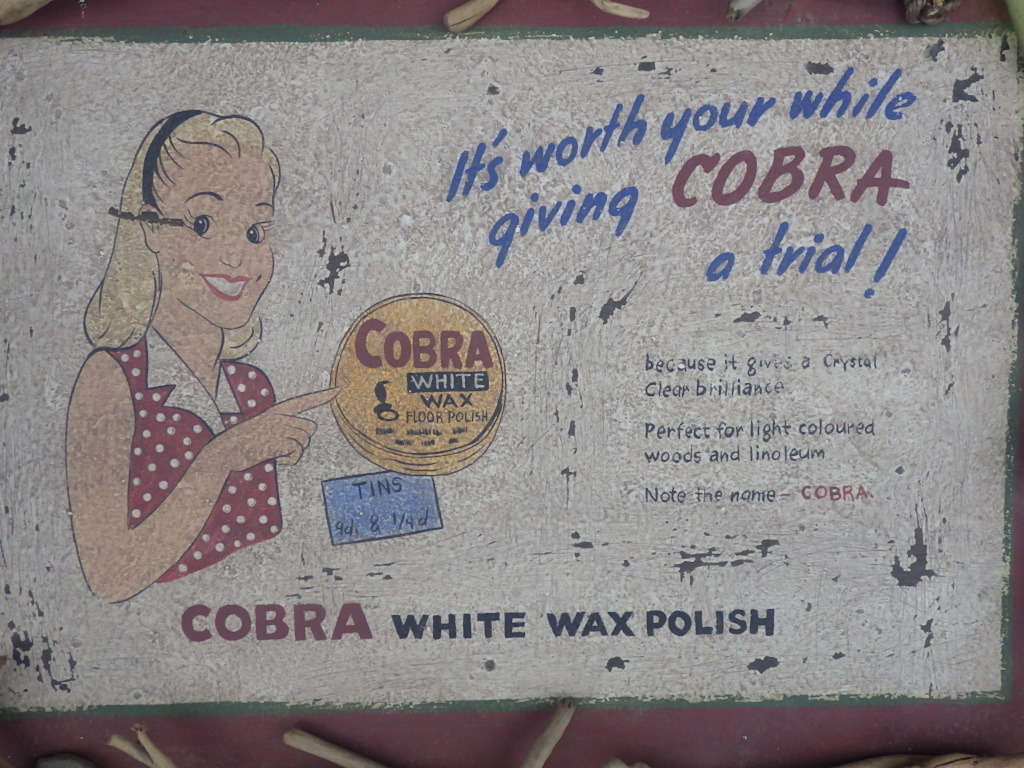 It's worth your while
giving COBRA
a trial!
COBRA
WHITE
WAX
FLOOR POLISH
because it gives a Crystal
Clear brilliance
Perfect for light coloured
woods and linoleum
Note the name - COBRA.
TINS
9d. & 1/9d
COBRA WHITE WAX POLISH